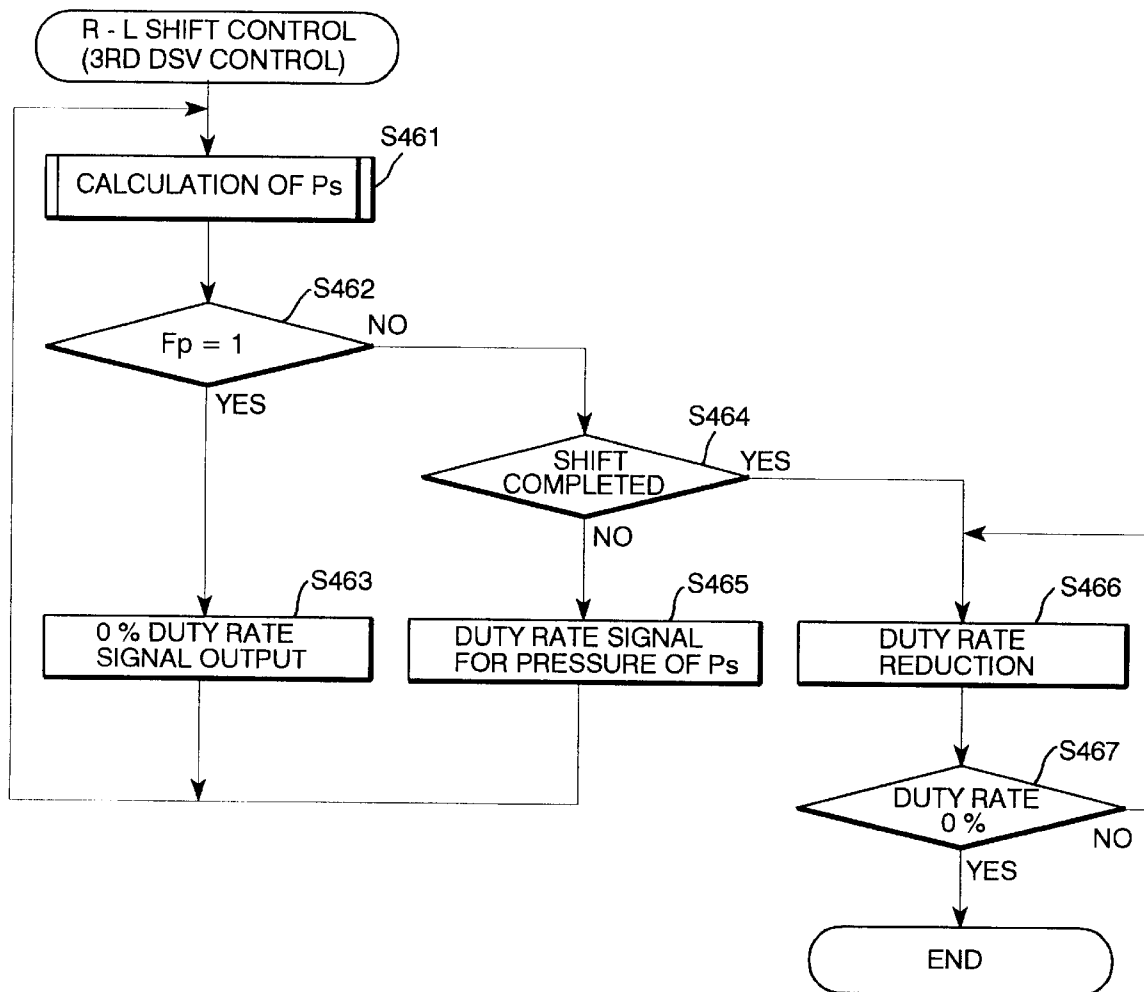 R - L SHIFT CONTROL
(3RD DSV CONTROL)
S461
CALCULATION OF Ps
S462
Fp = 1
NO
YES
S464
SHIFT
COMPLETED
YES
NO
S463
0 % DUTY RATE
SIGNAL OUTPUT
S465
DUTY RATE SIGNAL
FOR PRESSURE OF Ps
S466
DUTY RATE
REDUCTION
S467
DUTY RATE
0 %
NO
YES
END